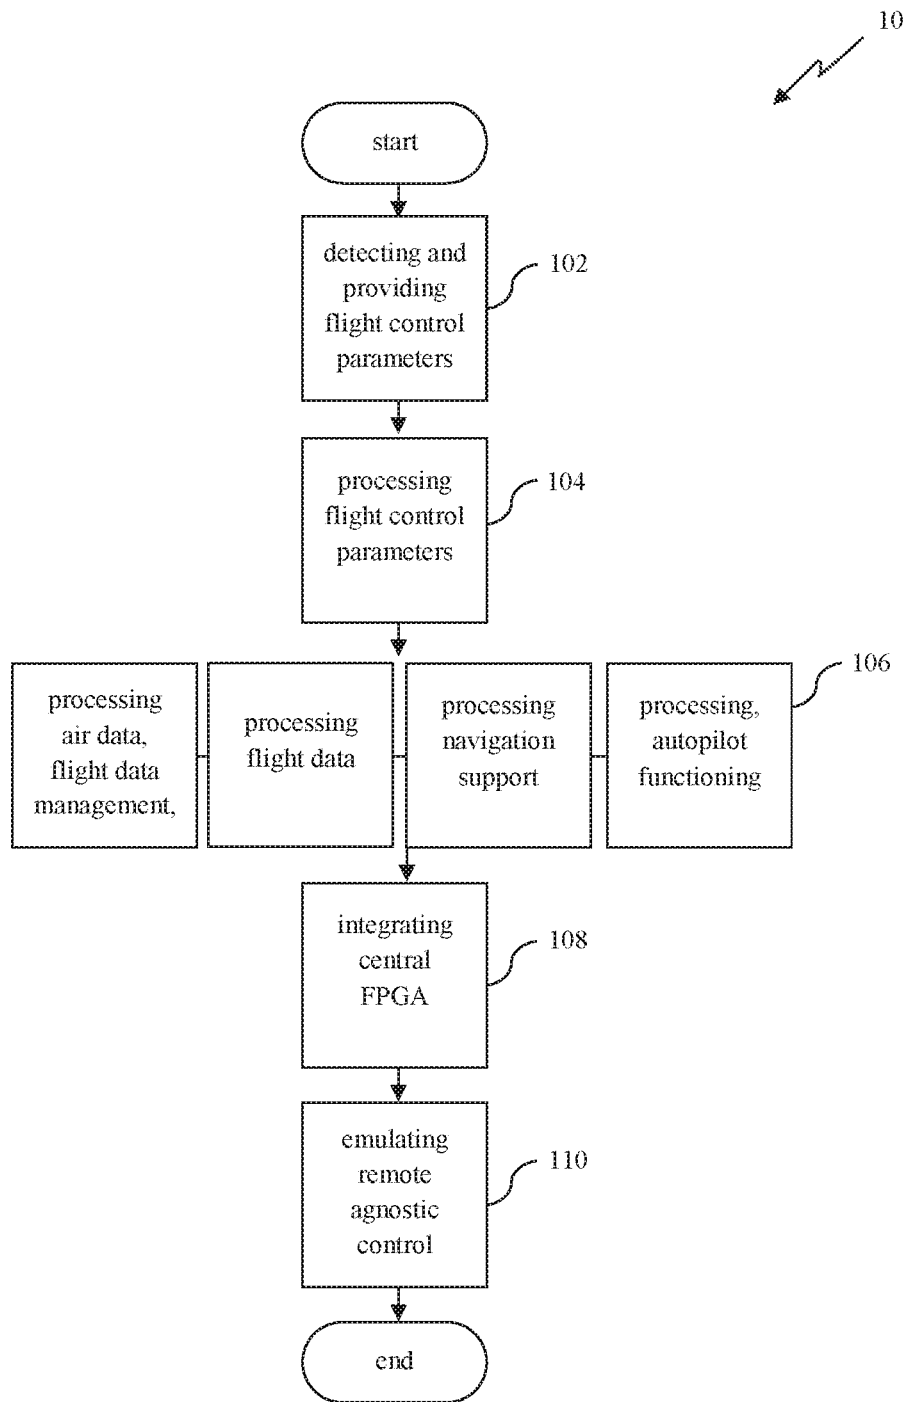 10
start
detecting and
providing
flight control
parameters
102
processing
flight control
parameters
104
processing
air data,
flight data
management,
processing
flight data
processing
navigation
support
processing,
autopilot
functioning
106
integrating
central
FPGA
108
emulating
remote
agnostic
control
110
end